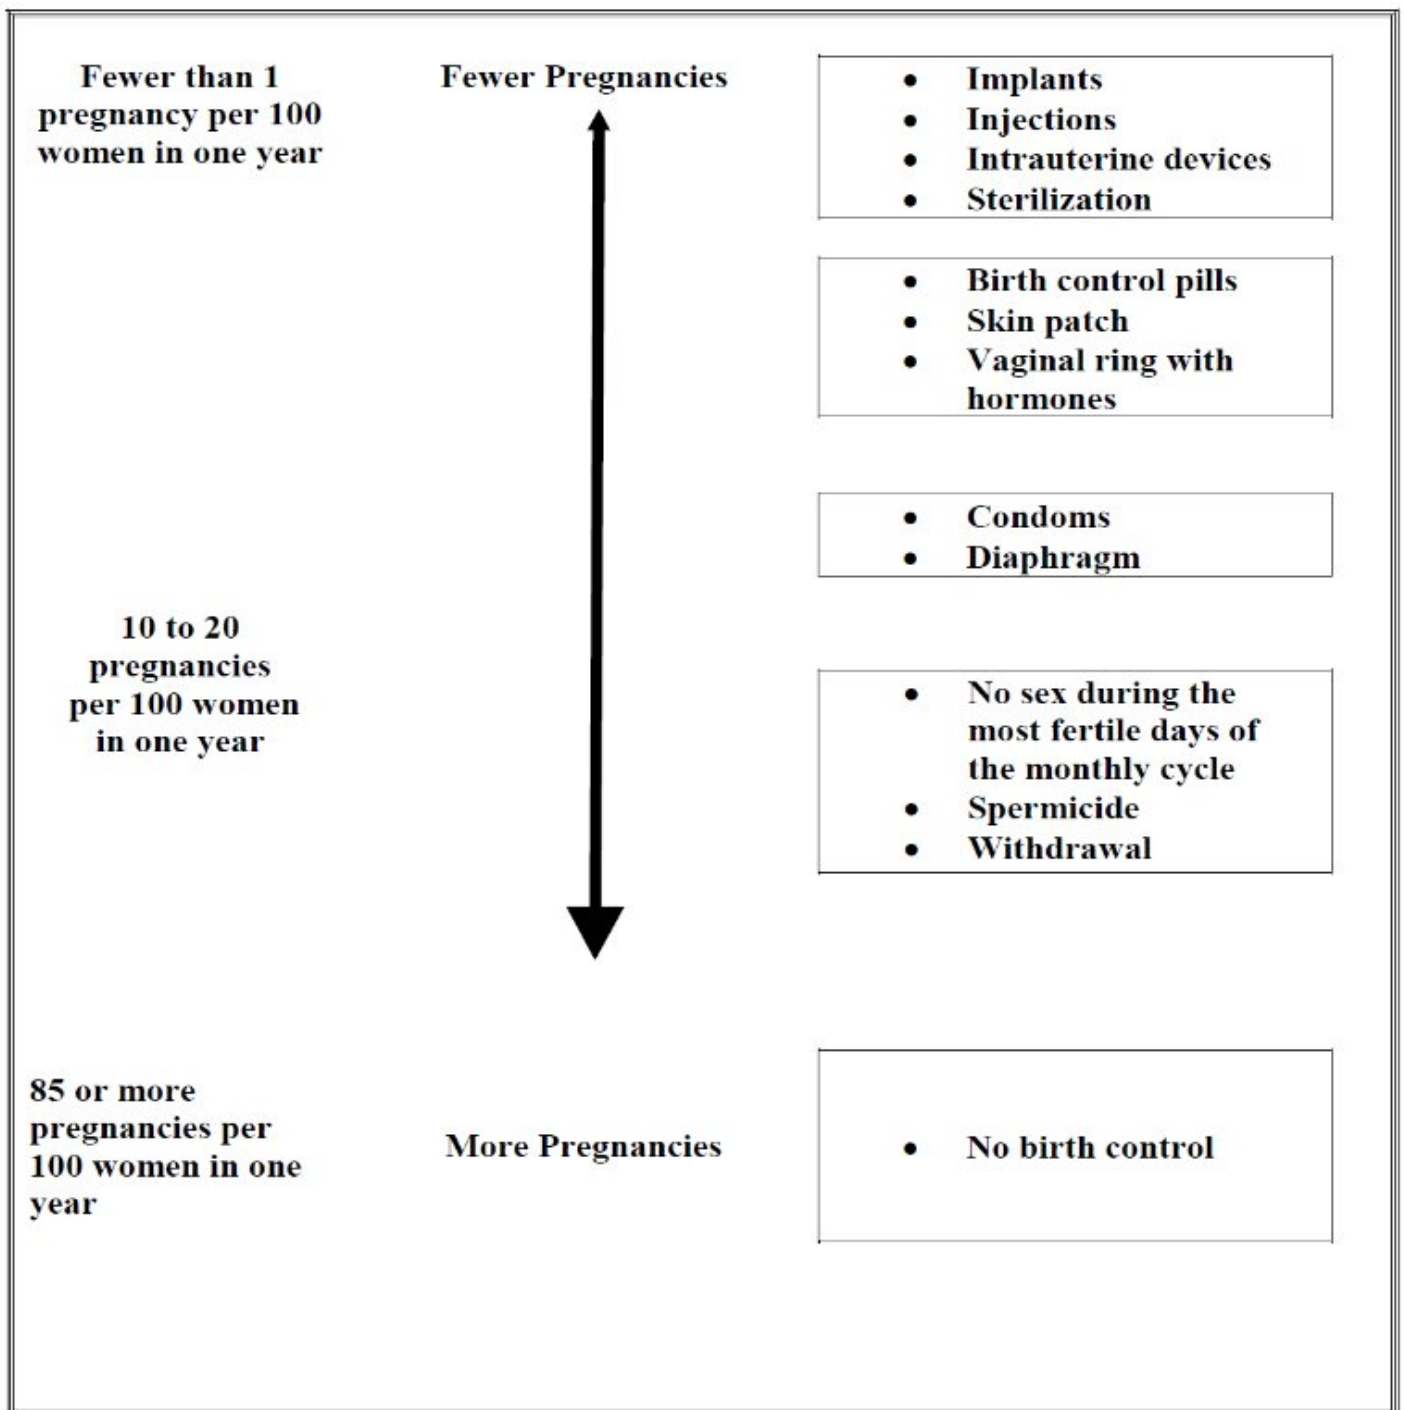 Fewer than 1
pregnancy per 100
women in one year
Fewer Pregnancies
• Implants
• Injections
• Intrauterine devices
• Sterilization
• Birth control pills
• Skin patch
• Vaginal ring with
hormones
• Condoms
• Diaphragm
10 to 20
pregnancies
per 100 women
in one year
• No sex during the
most fertile days of
the monthly cycle
• Spermicide
• Withdrawal
85 or more
pregnancies per
100 women in one
year
More Pregnancies
• No birth control